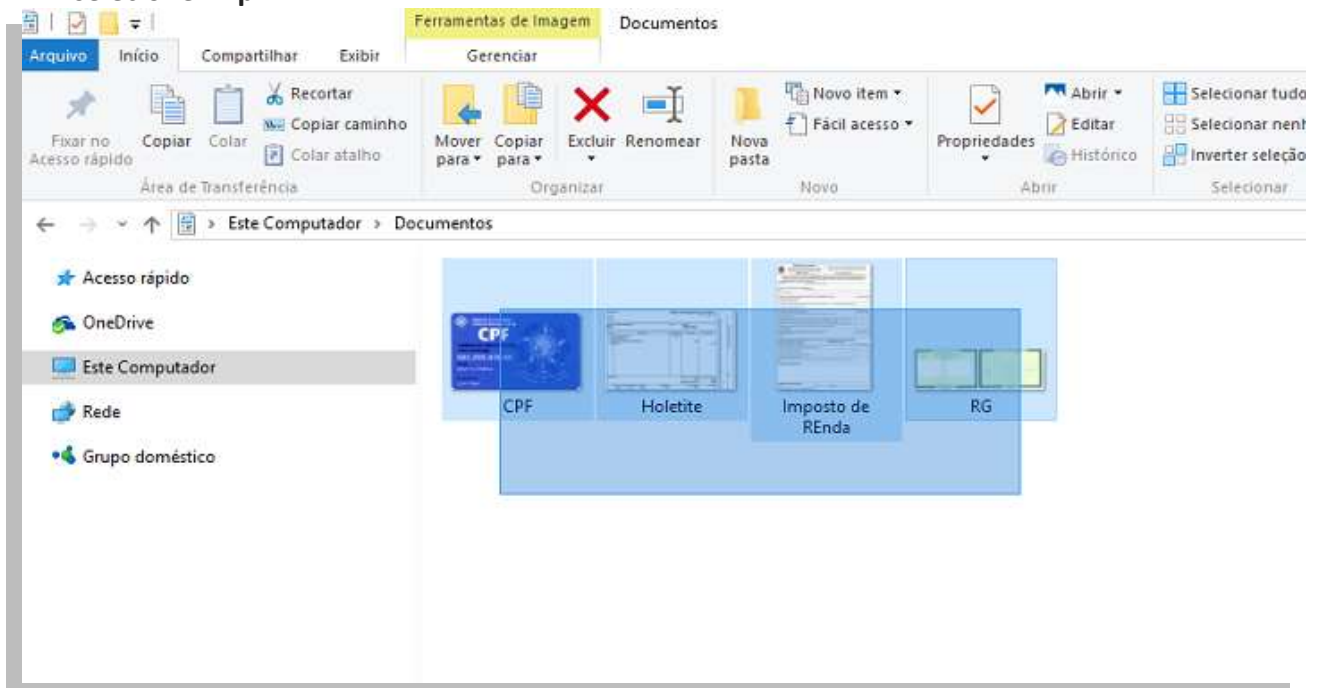 Ferramentas de Imagem Documentos
Arquivo Início Compartilhar Exibir Gerenciar
Fixar no
Acesso rápido
Copiar
Colar
Recortar
Copiar caminho
Colar atalho
Área de Transferência
Mover
para
Copiar
para
Excluir
Renomear
Organizar
Nova
pasta
Novo item
Fácil acesso
Novo
Propriedades
Abrir
Editar
Histórico
Abrir
Selecionar tudo
Selecionar nenh
Inverter seleção
Selecionar
Este Computador > Documentos
Acesso rápido
OneDrive
Este Computador
Rede
Grupo doméstico
CPF
CPF
Holetite
Imposto de
REnda
RG